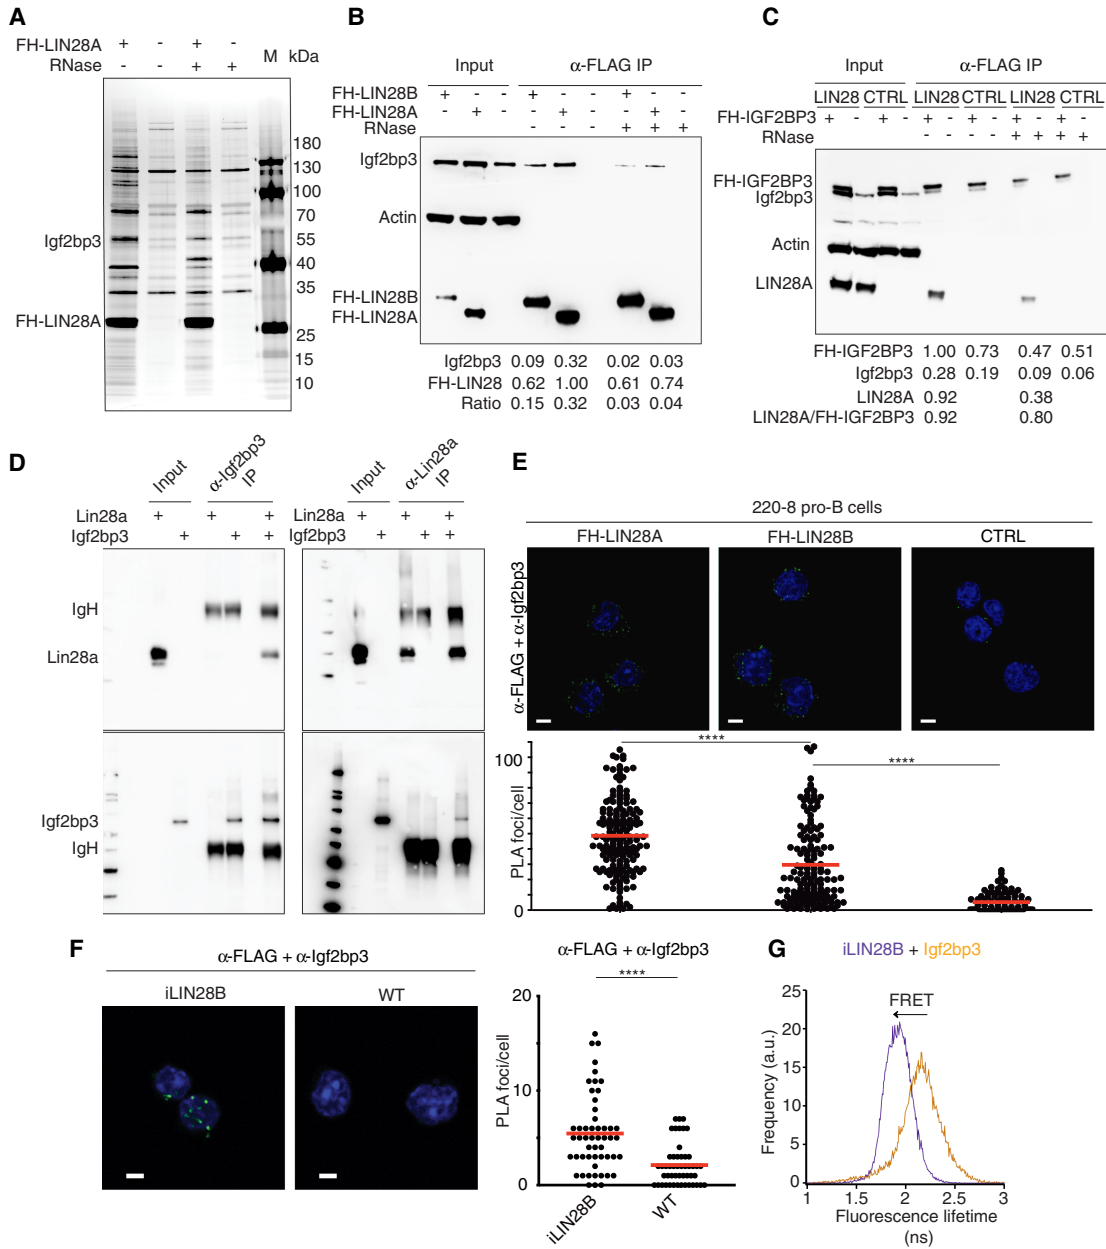 A
FH-LIN28A + - + -
RNase - - + +
M kDa
180
130
100
70
55
40
35
25
15
10
Igf2bp3
FH-LIN28A
B
Input α-FLAG IP
FH-LIN28B + - - + - - + - -
FH-LIN28A - + - - + - - + -
RNase - - - + + +
Igf2bp3
Actin
FH-LIN28B
FH-LIN28A
Igf2bp3 0.09 0.32 0.02 0.03
FH-LIN28 0.62 1.00 0.61 0.74
Ratio 0.15 0.32 0.03 0.04
C
Input α-FLAG IP
LIN28 CTRL LIN28 CTRL LIN28 CTRL
FH-IGF2BP3 + - + - + - + - + - + -
RNase - - - - + + + +
FH-IGF2BP3
Igf2bp3
Actin
LIN28A
FH-IGF2BP3 1.00 0.73 0.47 0.51
Igf2bp3 0.28 0.19 0.09 0.06
LIN28A 0.92 0.38
LIN28A/FH-IGF2BP3 0.92 0.80
D
Input α-Igf2bp3 IP
Input α-Lin28a IP
Lin28a + + +
Igf2bp3 + + +
Lin28a + + +
Igf2bp3 + + +
IgH
Lin28a
Igf2bp3
IgH
E
220-8 pro-B cells
FH-LIN28A FH-LIN28B CTRL
α-FLAG + α-Igf2bp3
**** ****
PLA foci/cell
100
0
F
α-FLAG + α-Igf2bp3
iLIN28B WT
α-FLAG + α-Igf2bp3
****
PLA foci/cell
20
10
0
iLIN28B WT
G
iLIN28B + Igf2bp3
FRET
Frequency (a.u.)
25
20
15
10
5
0
1 1.5 2 2.5 3
Fluorescence lifetime
(ns)